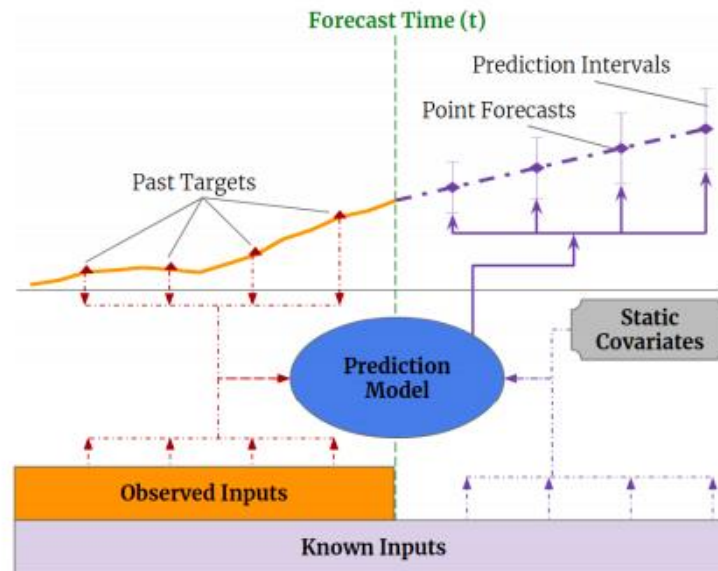 Forecast Time (t)
Prediction Intervals
Point Forecasts
Past Targets
Static
Covariates
Prediction
Model
Observed Inputs
Known Inputs